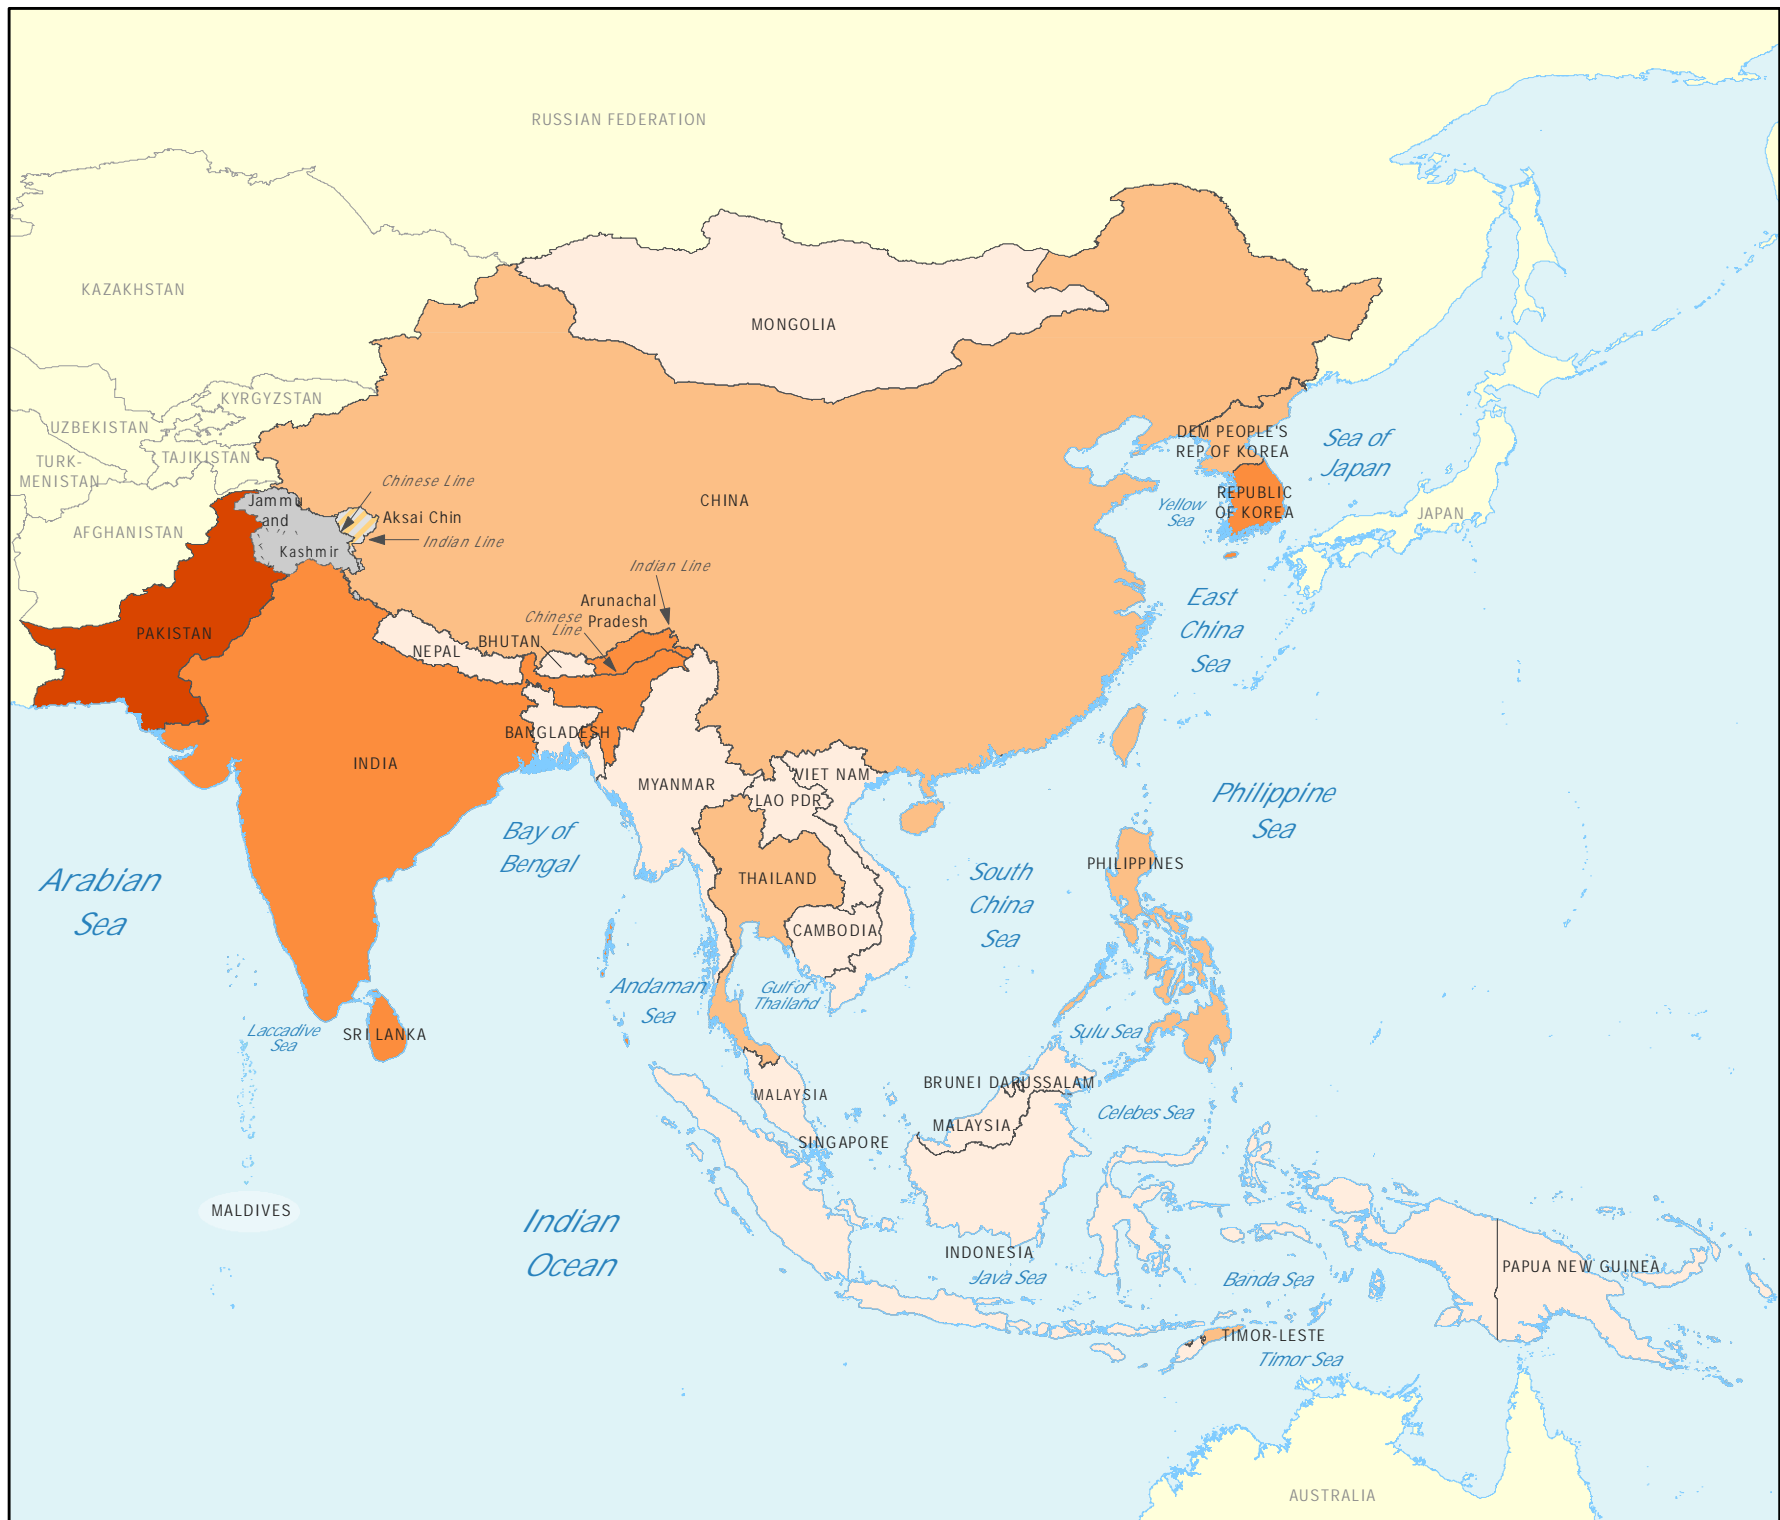 RUSSIAN FEDERATION
KAZAKHSTAN
MONGOLIA
KYRGYZSTAN
UZBEKISTAN
TAJIKISTAN
TURK-
MENISTAN
AFGHANISTAN
DEM PEOPLE'S
REP OF KOREA
Sea of
Japan
Chinese Line
Jammu
and
Kashmir
Aksai Chin
Indian Line
CHINA
Yellow
Sea
REPUBLIC
OF KOREA
JAPAN
Indian Line
Arunachal
Pradesh
Chinese
Line
East
China
Sea
PAKISTAN
NEPAL
BHUTAN
BANGLADESH
INDIA
MYANMAR
VIET NAM
LAO PDR
Philippine
Sea
Bay of
Bengal
Arabian
Sea
THAILAND
South
China
Sea
PHILIPPINES
CAMBODIA
Andaman
Sea
Gulf of
Thailand
Laccadive
Sea
SRI LANKA
Sulu Sea
MALAYSIA
BRUNEI DARUSSALAM
MALAYSIA
Celebes Sea
SINGAPORE
MALDIVES
Indian
Ocean
INDONESIA
Java Sea
Banda Sea
PAPUA NEW GUINEA
TIMOR-LESTE
Timor Sea
AUSTRALIA